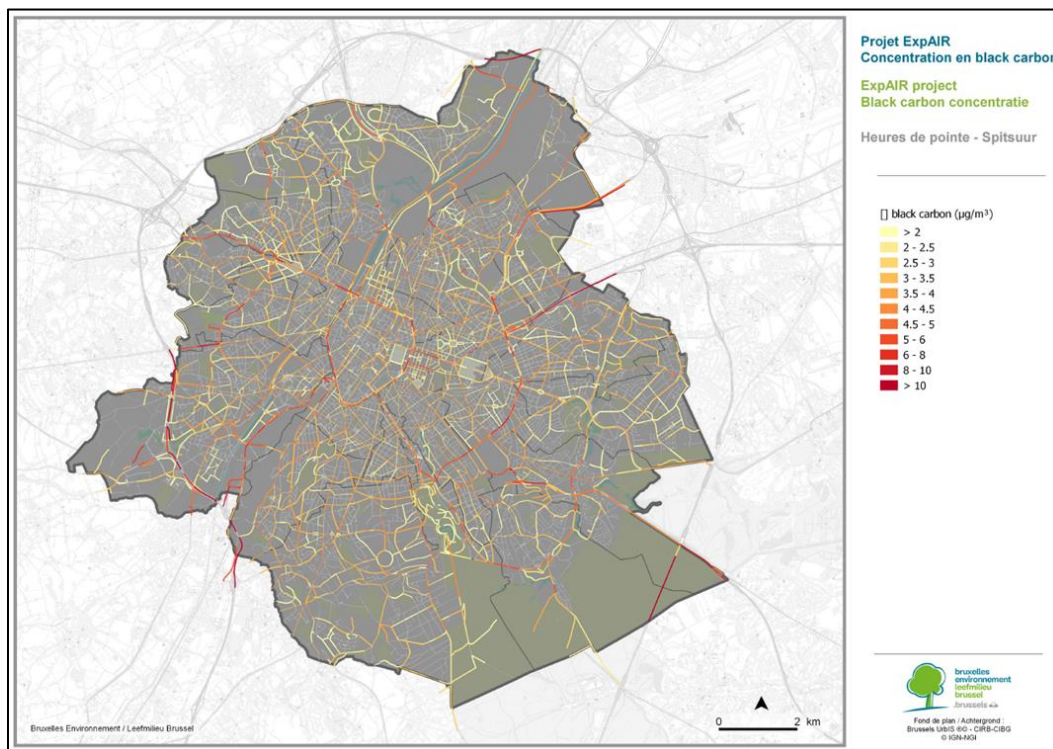 Projet ExpAIR
Concentration en black carbon
ExpAIR project
Black carbon concentratie
Heures de pointe - Spitsuur
[] black carbon (µg/m³)
> 2
2 - 2.5
2.5 - 3
3 - 3.5
3.5 - 4
4 - 4.5
4.5 - 5
5 - 6
6 - 8
8 - 10
> 10
bruxelles
environnement
leefmilieu
brussel
.brussels
Fond de plan / Achtergrond :
Brussels UrbIS ®© - CIRB-CIBG
© IGN-NGI
Bruxelles Environnement / Leefmilieu Brussel
0 2 km